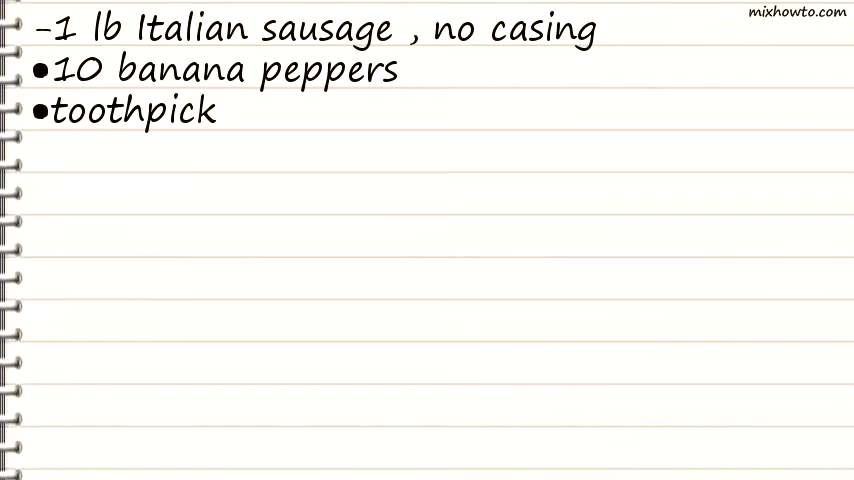 mixhowto.com
-1 lb Italian sausage , no casing
•10 banana peppers
•toothpick